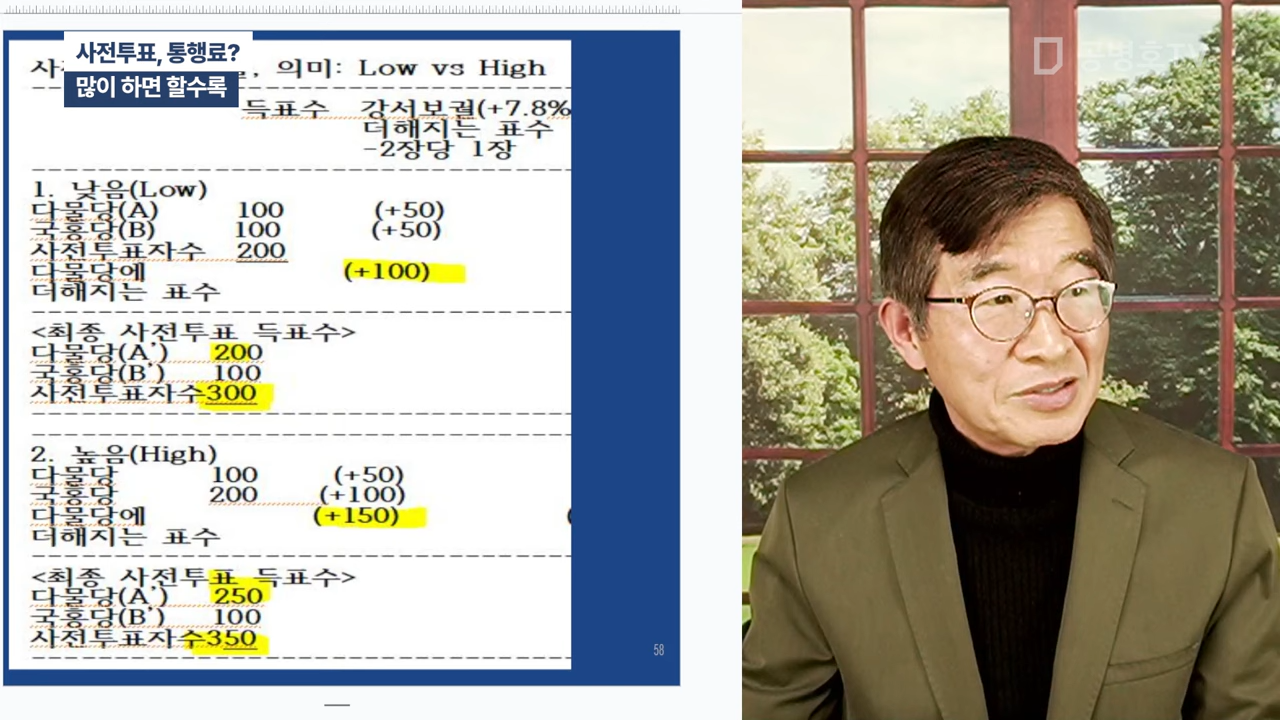 사전투표, 통행료?
많이 하면 할수록
사 , 의미: Low vs High
득표수 강서보궐(+7.8%
더해지는 표수
-2장당 1장
1. 낮음(Low)
다물당(A) 100 (+50)
국홍당(B) 100 (+50)
사전투표자수 200
다물당에 (+100)
더해지는 표수
<최종 사전투표 득표수>
다물당(A') 200
국홍당(B') 100
사전투표자수300
2. 높음(High)
다물당 100 (+50)
국홍당 200 (+100)
다물당에 (+150) (
더해지는 표수
<최종 사전투표 득표수>
다물당(A') 250
국홍당(B') 100
사전투표자수350
58
공병호TV